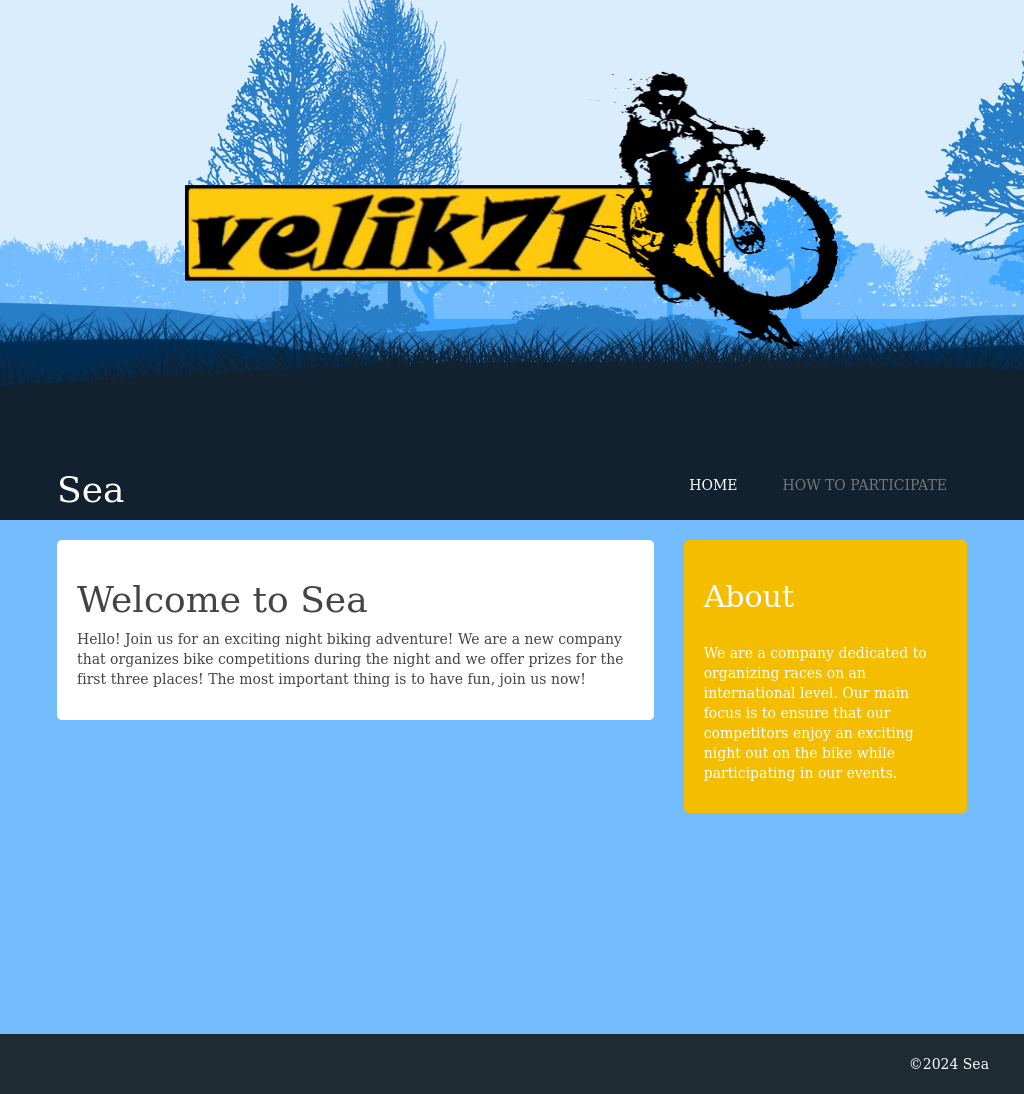 velik71
Sea
HOME
HOW TO PARTICIPATE
Welcome to Sea
Hello! Join us for an exciting night biking adventure! We are a new company
that organizes bike competitions during the night and we offer prizes for the
first three places! The most important thing is to have fun, join us now!
About
We are a company dedicated to
organizing races on an
international level. Our main
focus is to ensure that our
competitors enjoy an exciting
night out on the bike while
participating in our events.
©2024 Sea